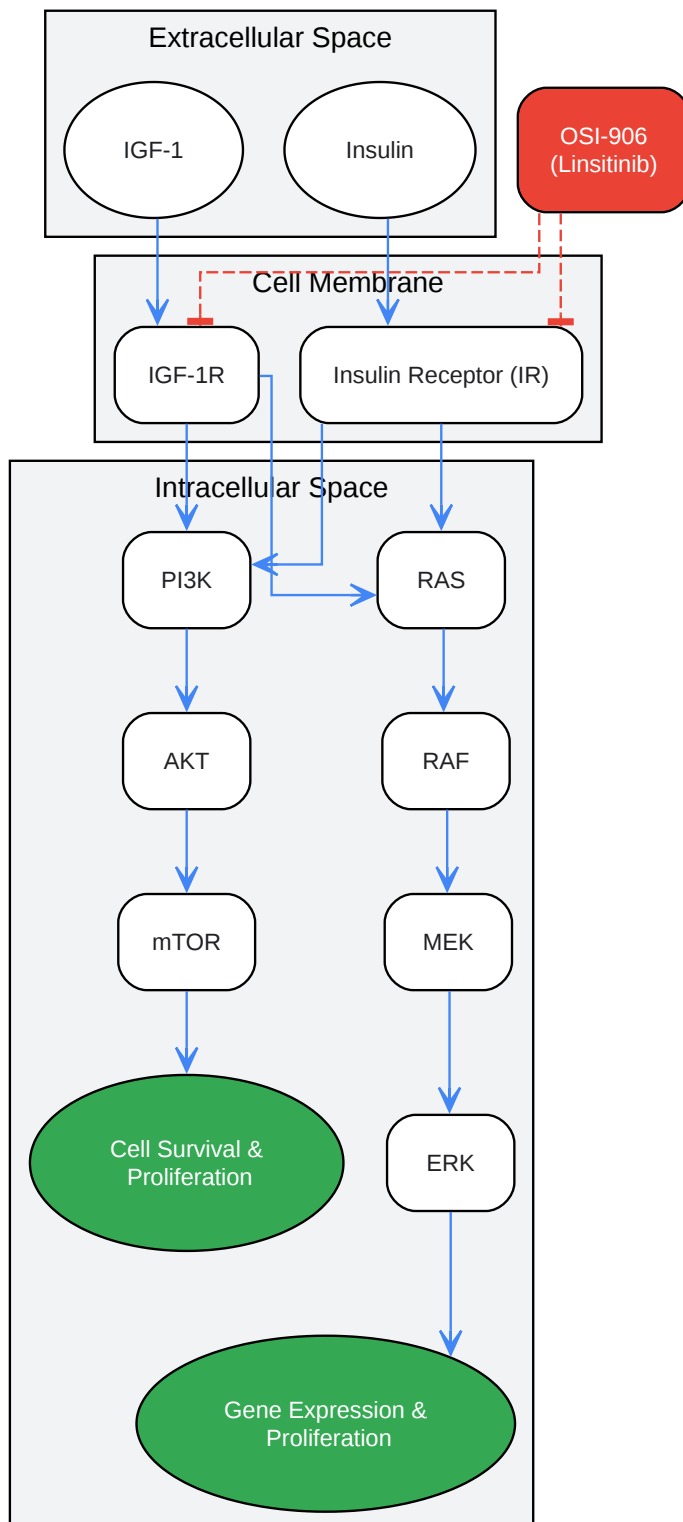 Extracellular Space
IGF-1
Insulin
OSI-906
(Linsitinib)
Cell Membrane
IGF-1R
Insulin Receptor (IR)
Intracellular Space
PI3K
RAS
AKT
RAF
mTOR
MEK
Cell Survival &
Proliferation
ERK
Gene Expression &
Proliferation